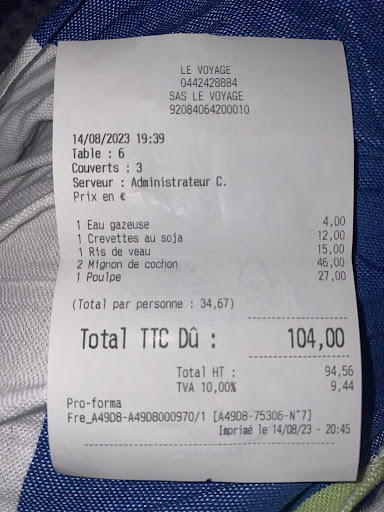 LE VOYAGE
0442428884
SAS LE VOYAGE
92084064200010
14/08/2023 19:39
Table : 6
Couverts : 3
Serveur : Administrateur C.
Prix en €
1 Eau gazeuse 4,00
1 Crevettes au soja 12,00
1 Ris de veau 15,00
2 Mignon de cochon 46,00
1 Poulpe 27,00
(Total par personne : 34,67)
Total TTC Dû : 104,00
Total HT : 94,56
TVA 10,00% 9,44
Pro-forma
Fre_A49D8-A49D8000970/1 [A49D8-75306-N°7]
Imprimé le 14/08/23 - 20:45